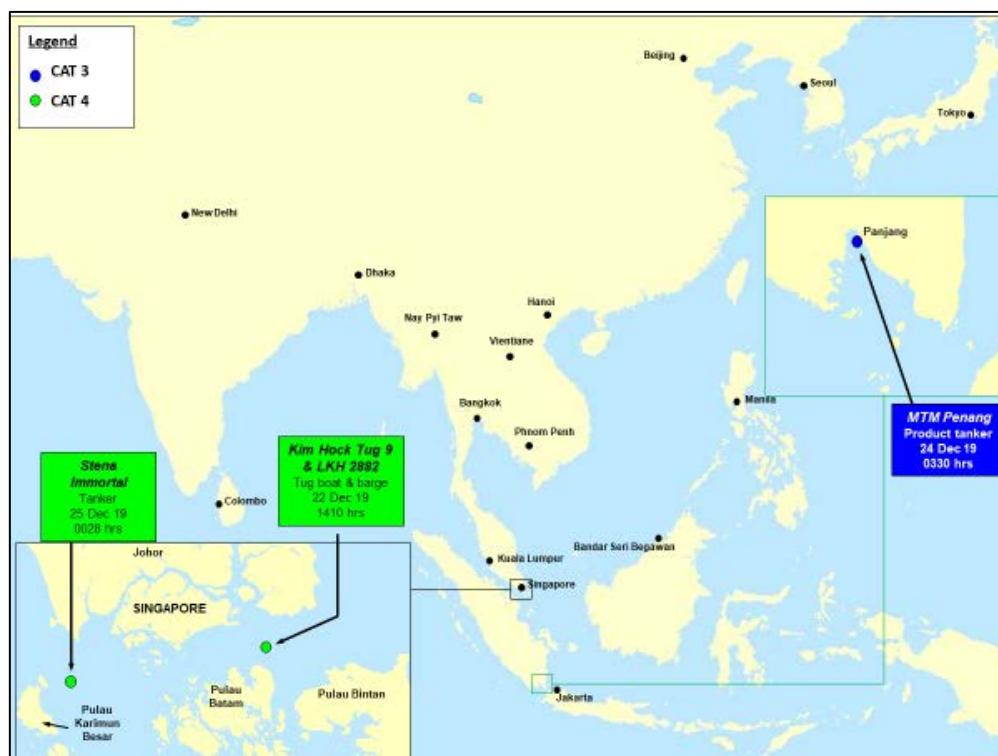 Legend
CAT 3
CAT 4
Beijing
Seoul
Tokyo
New Delhi
Dhaka
Hanoi
Nay Pyi Taw
Vientiane
Bangkok
Manila
Phnom Penh
Colombo
Kuala Lumpur
Bandar Seri Begawan
Singapore
Jakarta
Panjang
MTM Penang
Product tanker
24 Dec 19
0330 hrs
Stena
Immortal
Tanker
25 Dec 19
0028 hrs
Kim Hock Tug 9
& LKH 2882
Tug boat & barge
22 Dec 19
1410 hrs
Johor
SINGAPORE
Pulau
Karimun
Besar
Pulau
Batam
Pulau Bintan